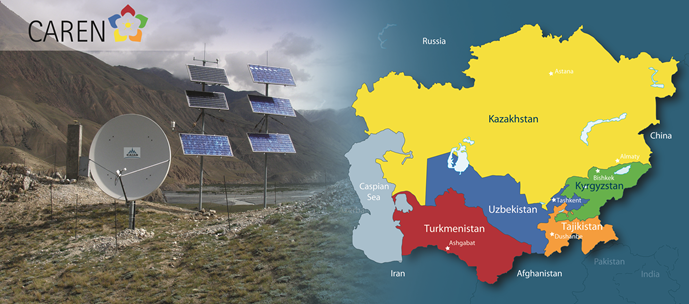 CAREN
Russia
Astana
Kazakhstan
China
Almaty
Bishkek
Kyrgyzstan
Caspian
Sea
Tashkent
Uzbekistan
Turkmenistan
Tajikistan
Dushanbe
Ashgabat
Iran
Afghanistan
Pakistan
India